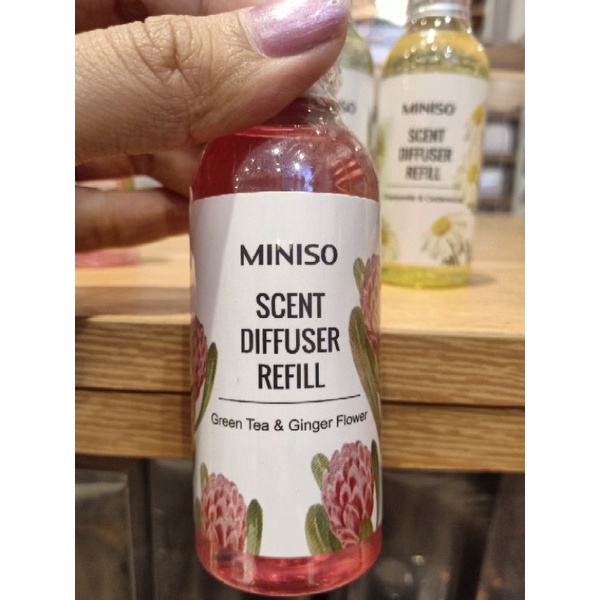 MINISO
SCENT
DIFFUSER
REFILL
Green Tea & Ginger Flower
MINISO
SCENT
DIFFUSER
REFILL